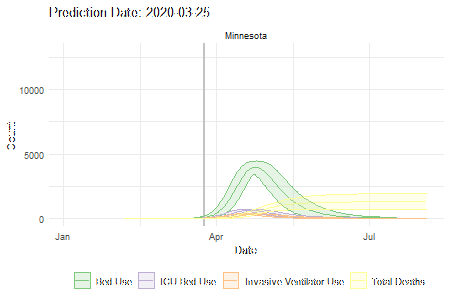 Prediction Date: 2020-03-25
Minnesota
10000
5000
0
Count
Jan
Apr
Jul
Date
Bed Use
ICU Bed Use
Invasive Ventilator Use
Total Deaths